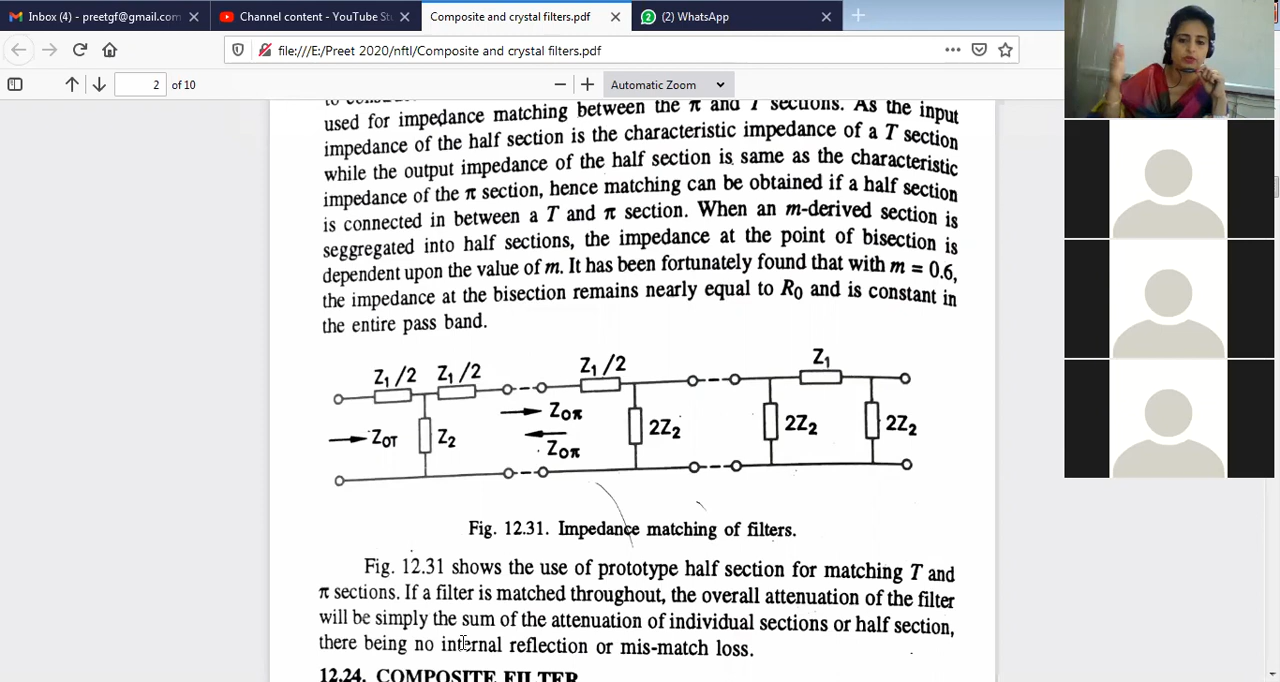 Inbox (4) - preetgf@gmail.com
Channel content - YouTube St
Composite and crystal filters.pdf
(2) WhatsApp
file:///E:/Preet 2020/nftl/Composite and crystal filters.pdf
2 of 10
Automatic Zoom
used for impedance matching between the π and T sections. As the input
impedance of the half section is the characteristic impedance of a T section
while the output impedance of the half section is same as the characteristic
impedance of the π section, hence matching can be obtained if a half section
is connected in between a T and π section. When an m-derived section is
seggregated into half sections, the impedance at the point of bisection is
dependent upon the value of m. It has been fortunately found that with m = 0.6,
the impedance at the bisection remains nearly equal to R0 and is constant in
the entire pass band.
Z1/2 Z1/2 Z1/2 Z1
Z0T Z2 Z0π 2Z2 2Z2 2Z2
Z0π
Fig. 12.31. Impedance matching of filters.
Fig. 12.31 shows the use of prototype half section for matching T and
π sections. If a filter is matched throughout, the overall attenuation of the filter
will be simply the sum of the attenuation of individual sections or half section,
there being no internal reflection or mis-match loss.
12.24. COMPOSITE FILTER